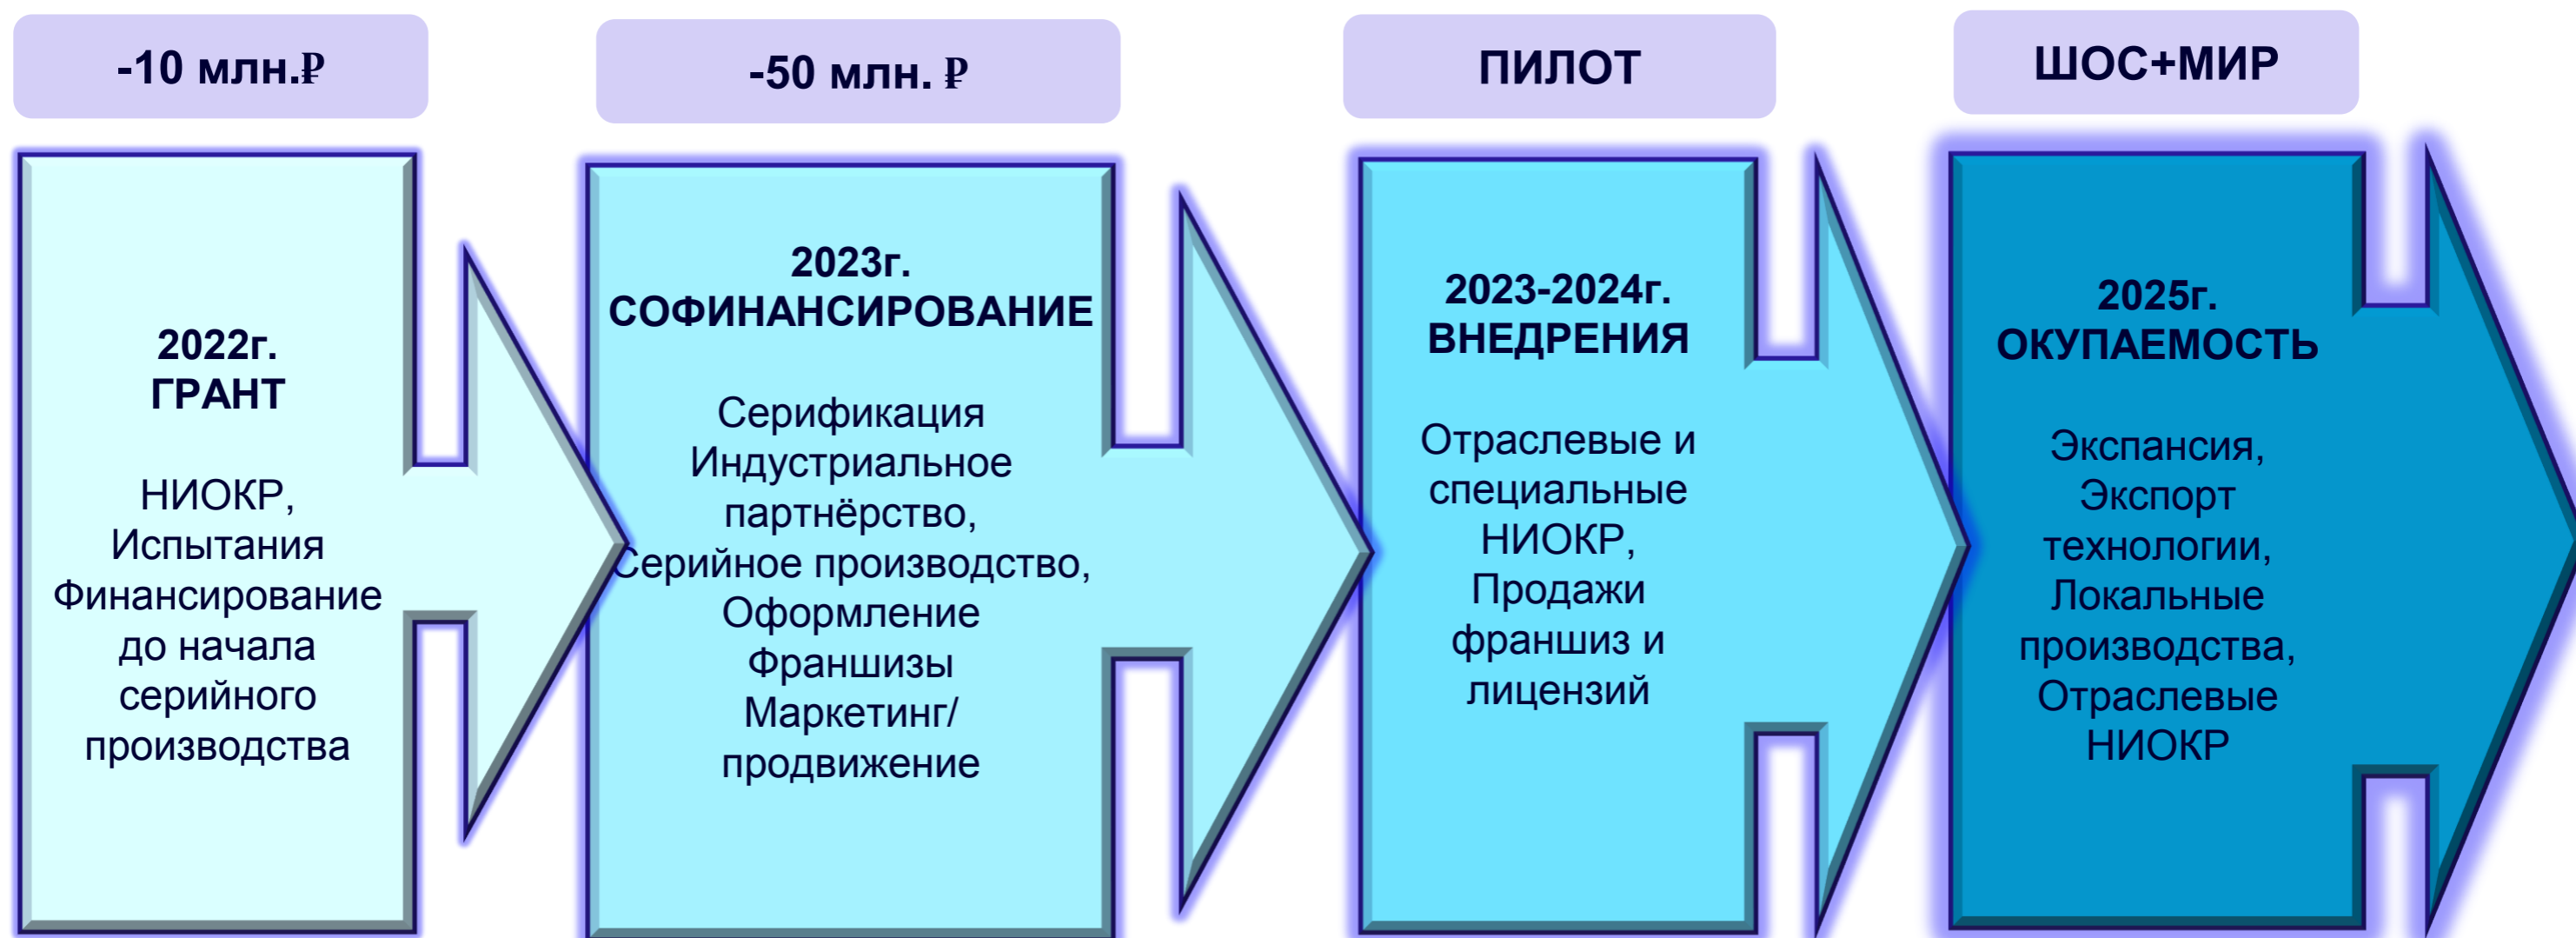 -10 млн.₽
-50 млн. ₽
ПИЛОТ
ШОС+МИР
2022г.
ГРАНТ
НИОКР,
Испытания
Финансирование
до начала
серийного
производства
2023г.
СОФИНАНСИРОВАНИЕ
Серификация
Индустриальное
партнёрство,
Серийное производство,
Оформление
Франшизы
Маркетинг/
продвижение
2023-2024г.
ВНЕДРЕНИЯ
Отраслевые и
специальные
НИОКР,
Продажи
франшиз и
лицензий
2025г.
ОКУПАЕМОСТЬ
Экспансия,
Экспорт
технологии,
Локальные
производства,
Отраслевые
НИОКР